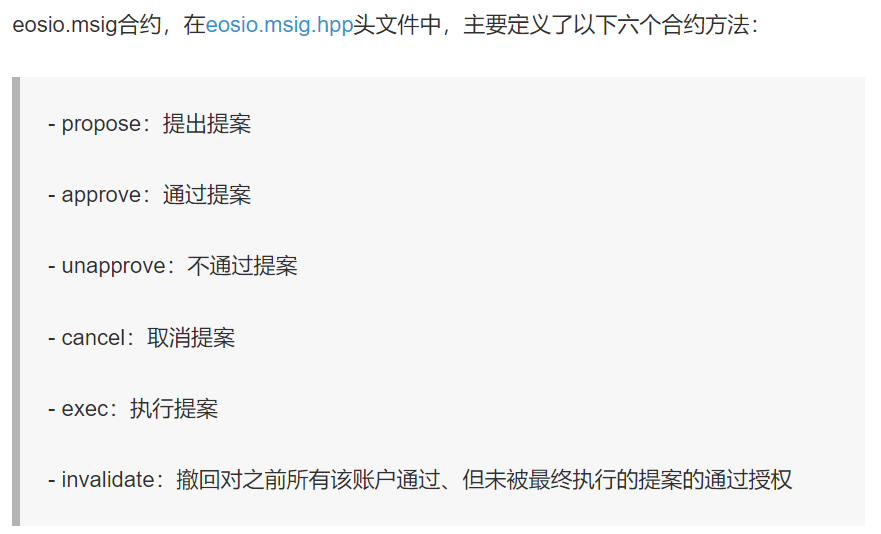 eosio.msig合约，在eosio.msig.hpp头文件中，主要定义了以下六个合约方法：
- propose：提出提案
- approve：通过提案
- unapprove：不通过提案
- cancel：取消提案
- exec：执行提案
- invalidate：撤回对之前所有该账户通过、但未被最终执行的提案的通过授权